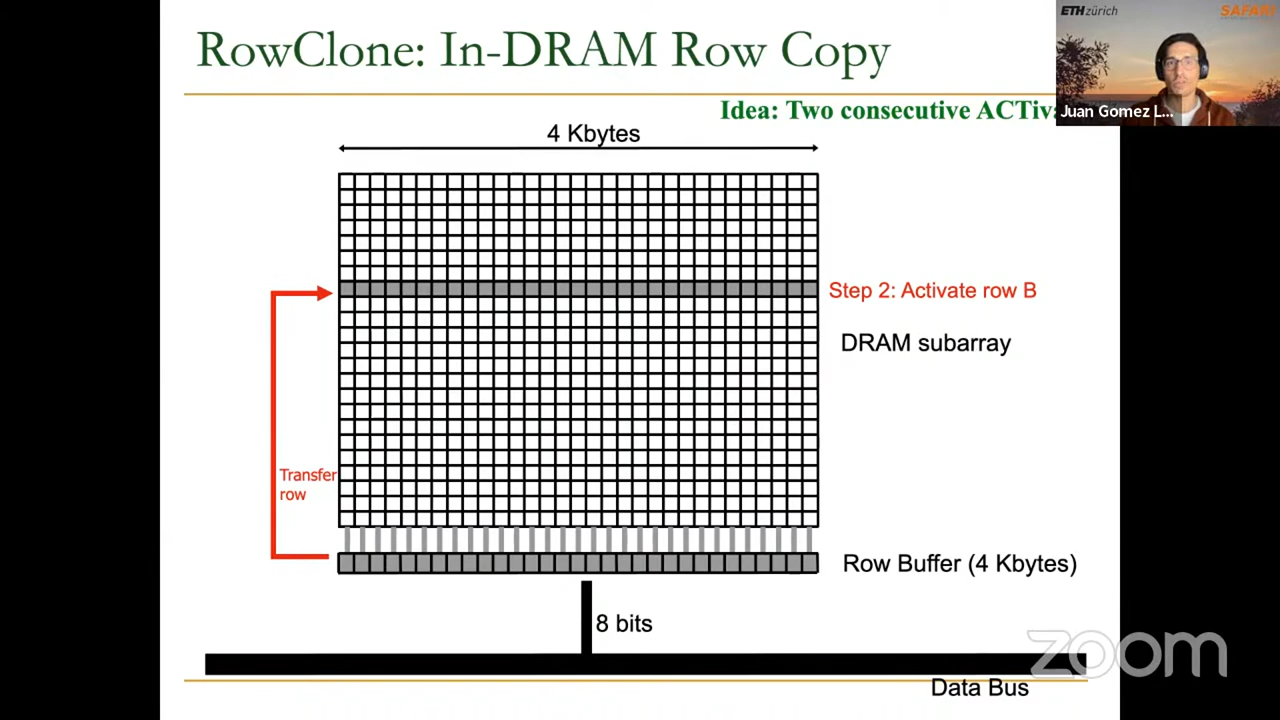 RowClone: In-DRAM Row Copy
ETH zürich
SAFARI
Juan Gomez L...
Idea: Two consecutive
4 Kbytes
Step 2: Activate row B
DRAM subarray
Transfer
row
Row Buffer (4 Kbytes)
8 bits
zoom
Data Bus